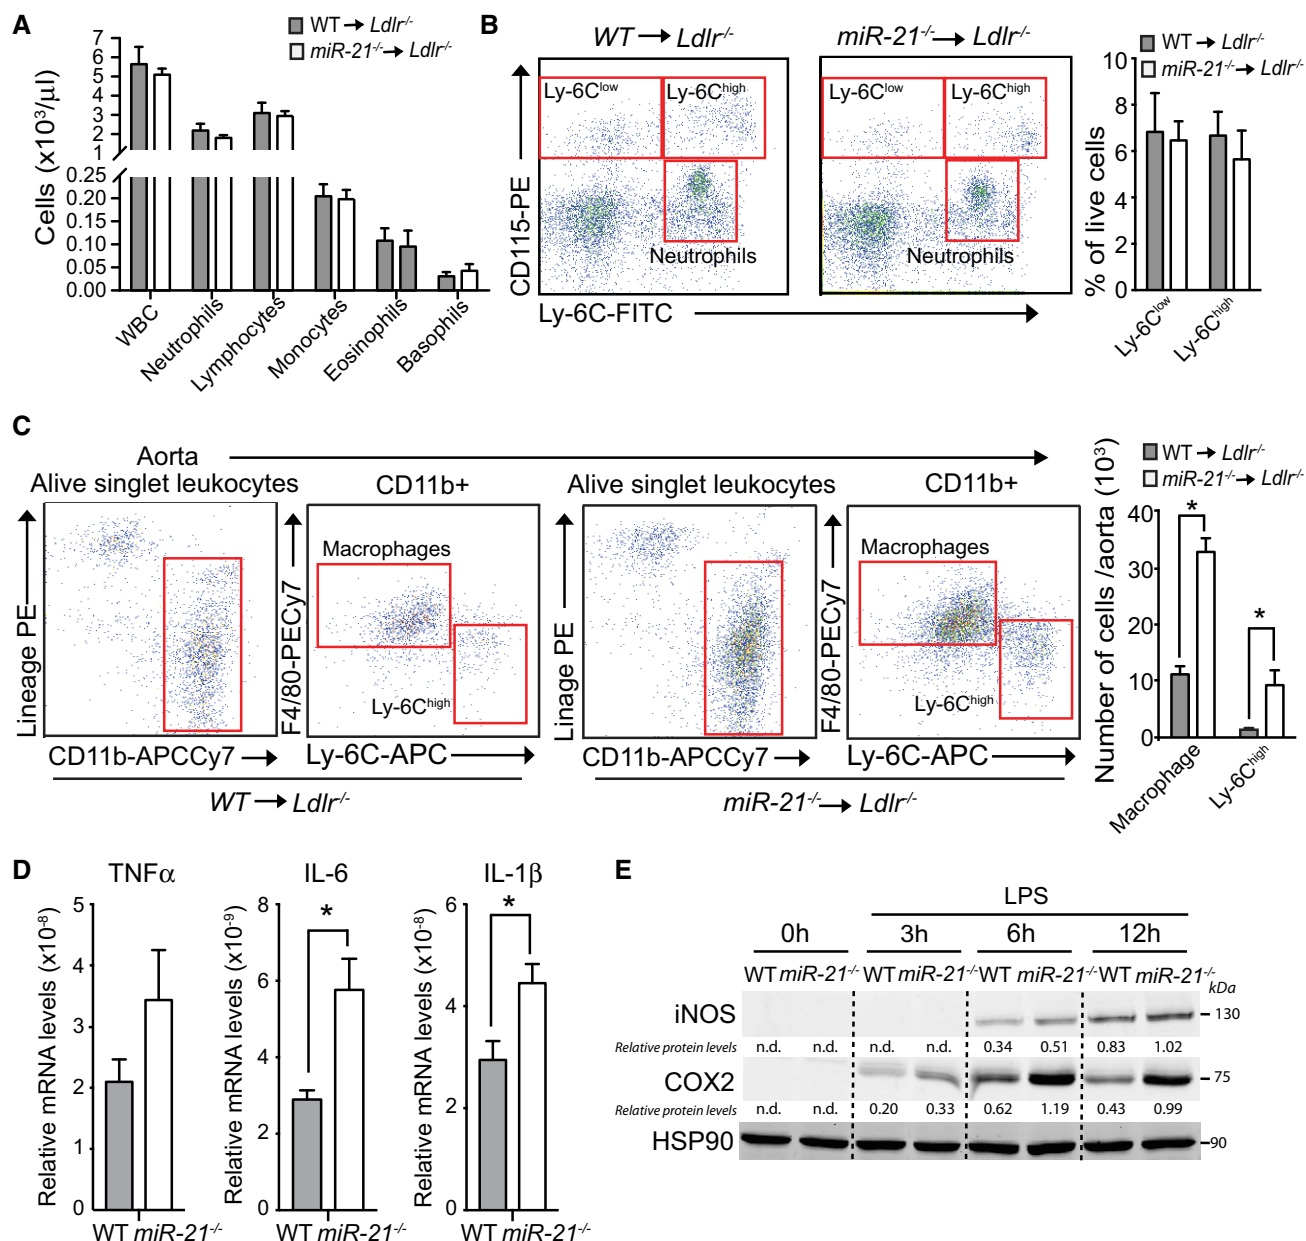 A
WT → Ldlr-/-
miR-21-/- → Ldlr-/-
Cells (x10³/µl)
7
6
5
4
3
2
1
0.25
0.20
0.15
0.10
0.05
0.00
WBC
Neutrophils
Lymphocytes
Monocytes
Eosinophils
Basophils
B
WT → Ldlr-/-
miR-21-/- → Ldlr-/-
Ly-6Clow
Ly-6Chigh
Neutrophils
Ly-6Clow
Ly-6Chigh
Neutrophils
CD115-PE
Ly-6C-FITC
WT → Ldlr-/-
miR-21-/- → Ldlr-/-
% of live cells
10
8
6
4
2
0
Ly-6Clow
Ly-6Chigh
C
Aorta
Alive singlet leukocytes
CD11b+
Alive singlet leukocytes
CD11b+
Lineage PE
F4/80-PECy7
Macrophages
Ly-6Chigh
Linage PE
F4/80-PECy7
Macrophages
Ly-6Chigh
CD11b-APCCy7
Ly-6C-APC
CD11b-APCCy7
Ly-6C-APC
WT → Ldlr-/-
miR-21-/- → Ldlr-/-
WT → Ldlr-/-
miR-21-/- → Ldlr-/-
Number of cells /aorta (10³)
40
30
20
10
0
*
*
Macrophage
Ly-6Chigh
D
TNFα
Relative mRNA levels (x10-8)
5
4
3
2
1
0
WT miR-21-/-
IL-6
Relative mRNA levels (x10-9)
8
6
4
2
0
*
WT miR-21-/-
IL-1β
Relative mRNA levels (x10-8)
6
4
2
0
*
WT miR-21-/-
E
LPS
0h 3h 6h 12h
WT miR-21-/- WT miR-21-/- WT miR-21-/- WT miR-21-/-
kDa
iNOS 130
Relative protein levels n.d. n.d. n.d. n.d. 0.34 0.51 0.83 1.02
COX2 75
Relative protein levels n.d. n.d. 0.20 0.33 0.62 1.19 0.43 0.99
HSP90 90